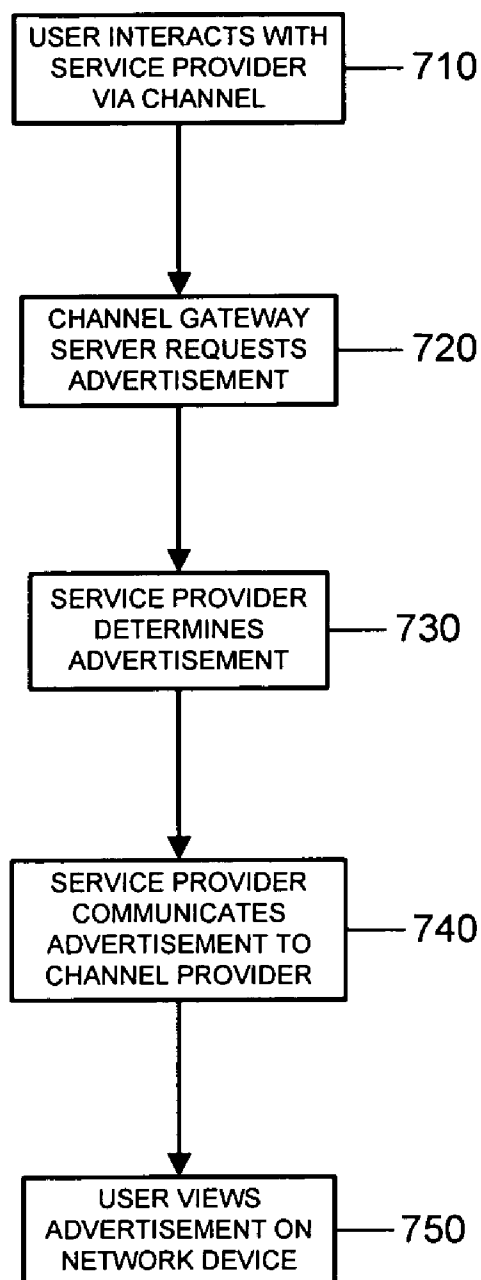 USER INTERACTS WITH
SERVICE PROVIDER
VIA CHANNEL
710
CHANNEL GATEWAY
SERVER REQUESTS
ADVERTISEMENT
720
SERVICE PROVIDER
DETERMINES
ADVERTISEMENT
730
SERVICE PROVIDER
COMMUNICATES
ADVERTISEMENT TO
CHANNEL PROVIDER
740
USER VIEWS
ADVERTISEMENT ON
NETWORK DEVICE
750